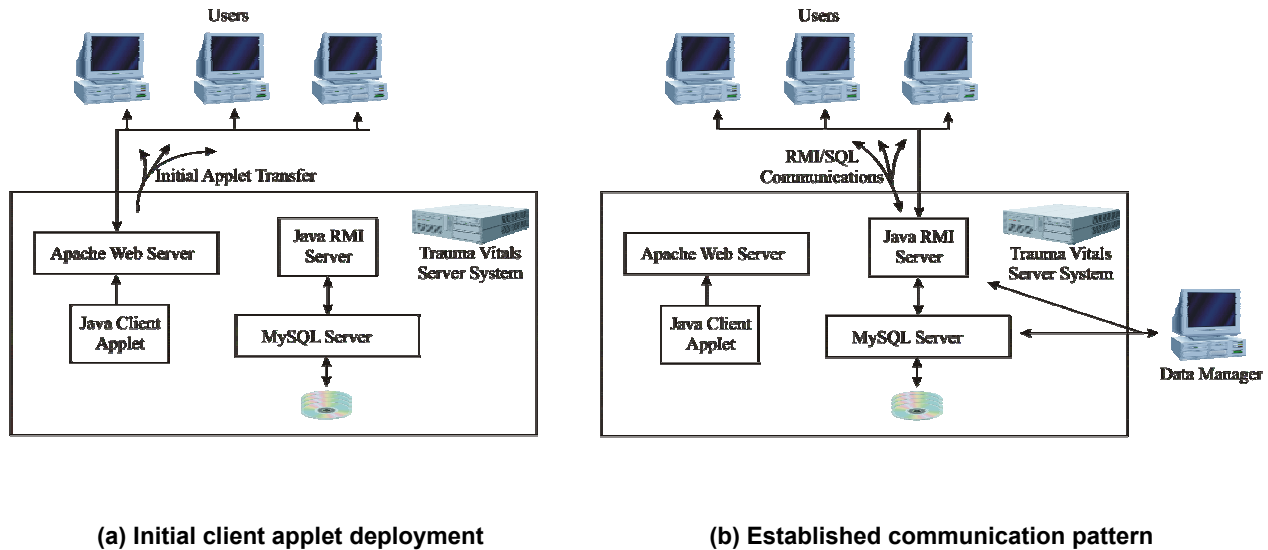 Users
Initial Applet Transfer
Apache Web Server
Java RMI
Server
Trauma Vitals
Server System
Java Client
Applet
MySQL Server
(a) Initial client applet deployment
Users
RMI/SQL
Communications
Apache Web Server
Java RMI
Server
Trauma Vitals
Server System
Java Client
Applet
MySQL Server
Data Manager
(b) Established communication pattern